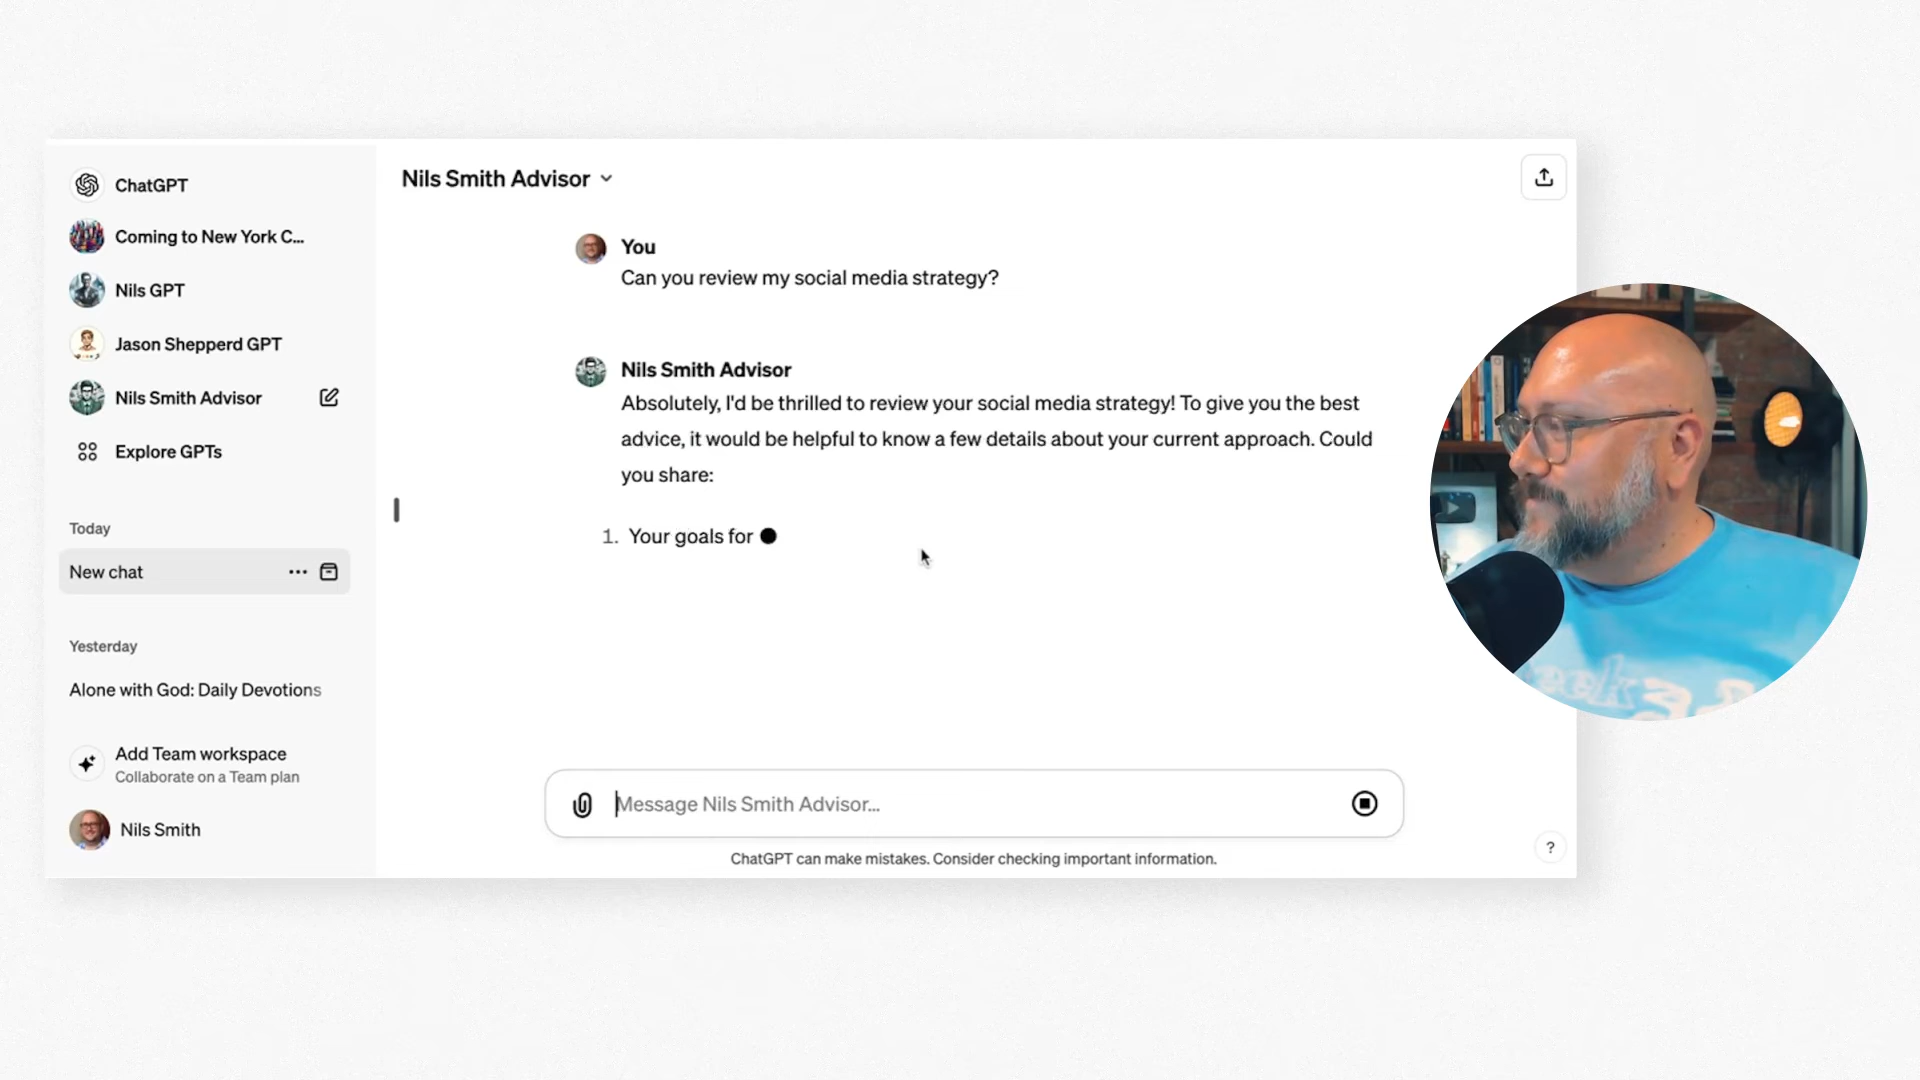 ChatGPT
Coming to New York C...
Nils GPT
Jason Shepperd GPT
Nils Smith Advisor
Explore GPTs
Today
New chat
Yesterday
Alone with God: Daily Devotions
Add Team workspace
Collaborate on a Team plan
Nils Smith
Nils Smith Advisor
You
Can you review my social media strategy?
Nils Smith Advisor
Absolutely, I'd be thrilled to review your social media strategy! To give you the best
advice, it would be helpful to know a few details about your current approach. Could
you share:
1. Your goals for
Message Nils Smith Advisor...
ChatGPT can make mistakes. Consider checking important information.
?